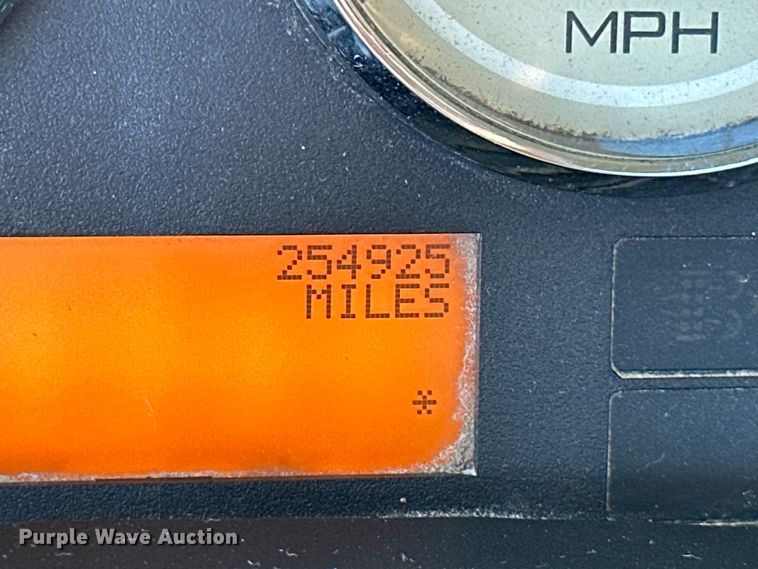 MPH
254925
MILES
*
Purple Wave Auction